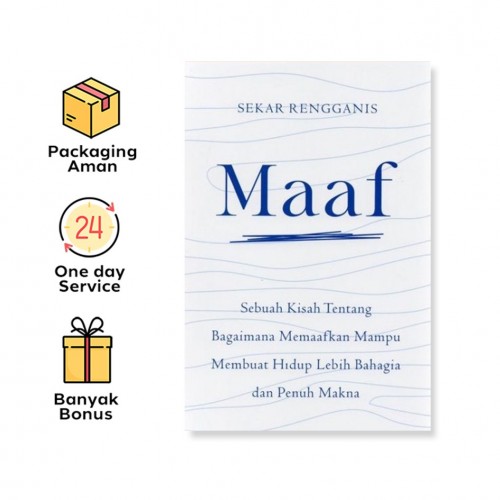 Packaging
Aman
24
One day
Service
Banyak
Bonus
SEKAR RENGGANIS
Maaf
Sebuah Kisah Tentang
Bagaimana Memaafkan Mampu
Membuat Hidup Lebih Bahagia
dan Penuh Makna